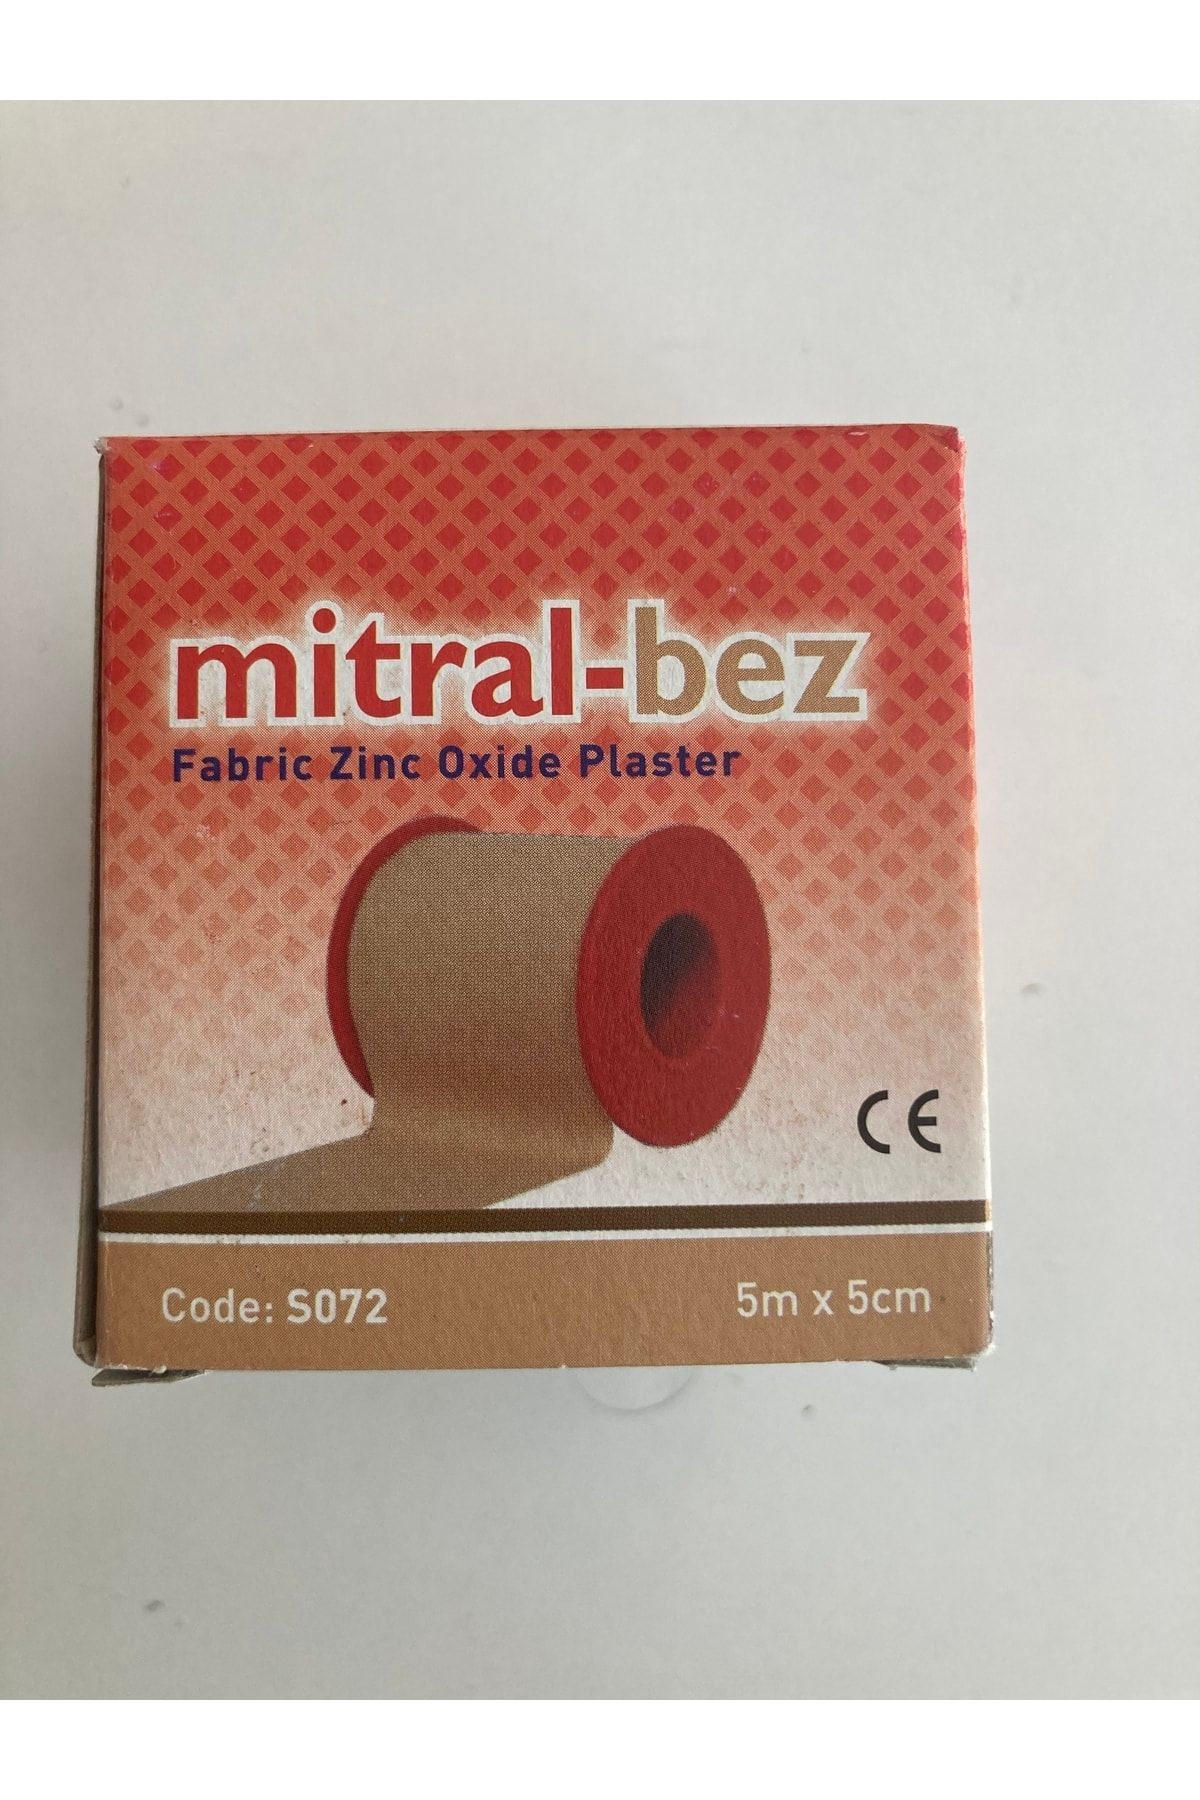 mitral-bez
Fabric Zinc Oxide Plaster
CE
Code: S072
5m x 5cm